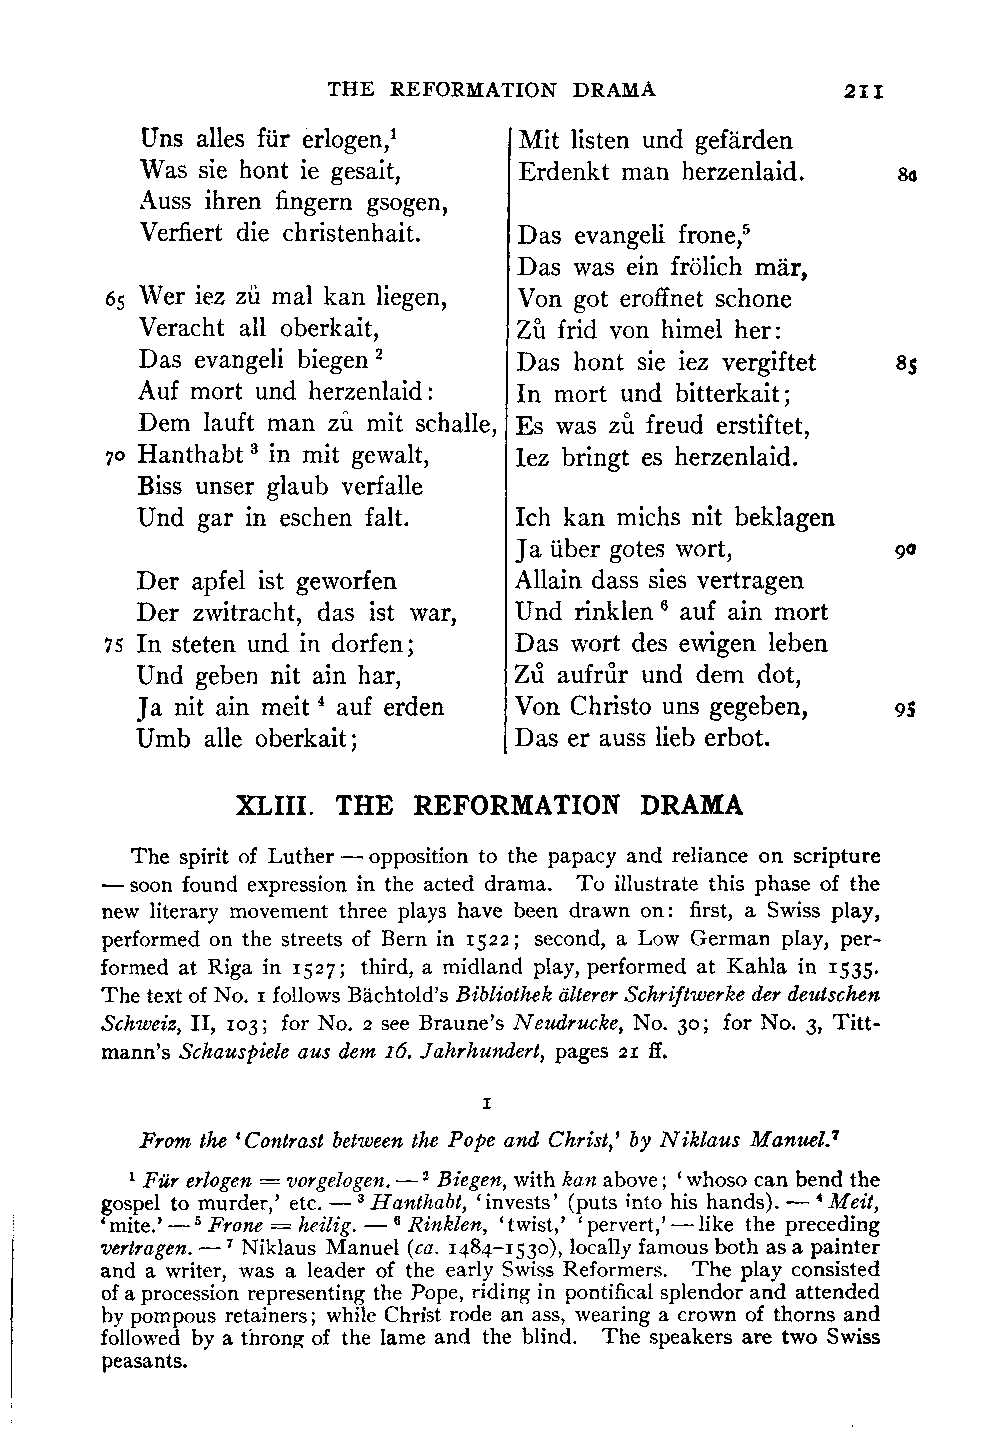 THE REFORMATION DRAMA 211
Uns alles für erlogen,¹
Was sie hont ie gesait,
Auss ihren fingern gsogen,
Verfiert die christenhait.
65 Wer iez zů mal kan liegen,
Veracht all oberkait,
Das evangeli biegen ²
Auf mort und herzenlaid:
Dem lauft man zů mit schalle,
70 Hanthabt ³ in mit gewalt,
Biss unser glaub verfalle
Und gar in eschen falt.
Der apfel ist geworfen
Der zwitracht, das ist war,
75 In steten und in dorfen;
Und geben nit ain har,
Ja nit ain meit ⁴ auf erden
Umb alle oberkait;
Mit listen und gefärden
Erdenkt man herzenlaid. 80
Das evangeli frone,⁵
Das was ein frölich mär,
Von got eroffnet schone
Zů frid von himel her:
Das hont sie iez vergiftet 85
In mort und bitterkait;
Es was zů freud erstiftet,
Iez bringt es herzenlaid.
Ich kan michs nit beklagen
Ja über gotes wort, 90
Allain dass sies vertragen
Und rinklen ⁶ auf ain mort
Das wort des ewigen leben
Zů aufrůr und dem dot,
Von Christo uns gegeben, 95
Das er auss lieb erbot.
XLIII. THE REFORMATION DRAMA
The spirit of Luther — opposition to the papacy and reliance on scripture
— soon found expression in the acted drama. To illustrate this phase of the
new literary movement three plays have been drawn on: first, a Swiss play,
performed on the streets of Bern in 1522; second, a Low German play, per-
formed at Riga in 1527; third, a midland play, performed at Kahla in 1535.
The text of No. 1 follows Bächtold's Bibliothek älterer Schriftwerke der deutschen
Schweiz, II, 103; for No. 2 see Braune's Neudrucke, No. 30; for No. 3, Titt-
mann's Schauspiele aus dem 16. Jahrhundert, pages 21 ff.
1
From the 'Contrast between the Pope and Christ,' by Niklaus Manuel.⁷
¹ Für erlogen = vorgelogen. — ² Biegen, with kan above; 'whoso can bend the
gospel to murder,' etc. — ³ Hanthabt, 'invests' (puts into his hands). — ⁴ Meit,
'mite.' — ⁵ Frone = heilig. — ⁶ Rinklen, 'twist,' 'pervert,' — like the preceding
vertragen. — ⁷ Niklaus Manuel (ca. 1484-1530), locally famous both as a painter
and a writer, was a leader of the early Swiss Reformers. The play consisted
of a procession representing the Pope, riding in pontifical splendor and attended
by pompous retainers; while Christ rode an ass, wearing a crown of thorns and
followed by a throng of the lame and the blind. The speakers are two Swiss
peasants.